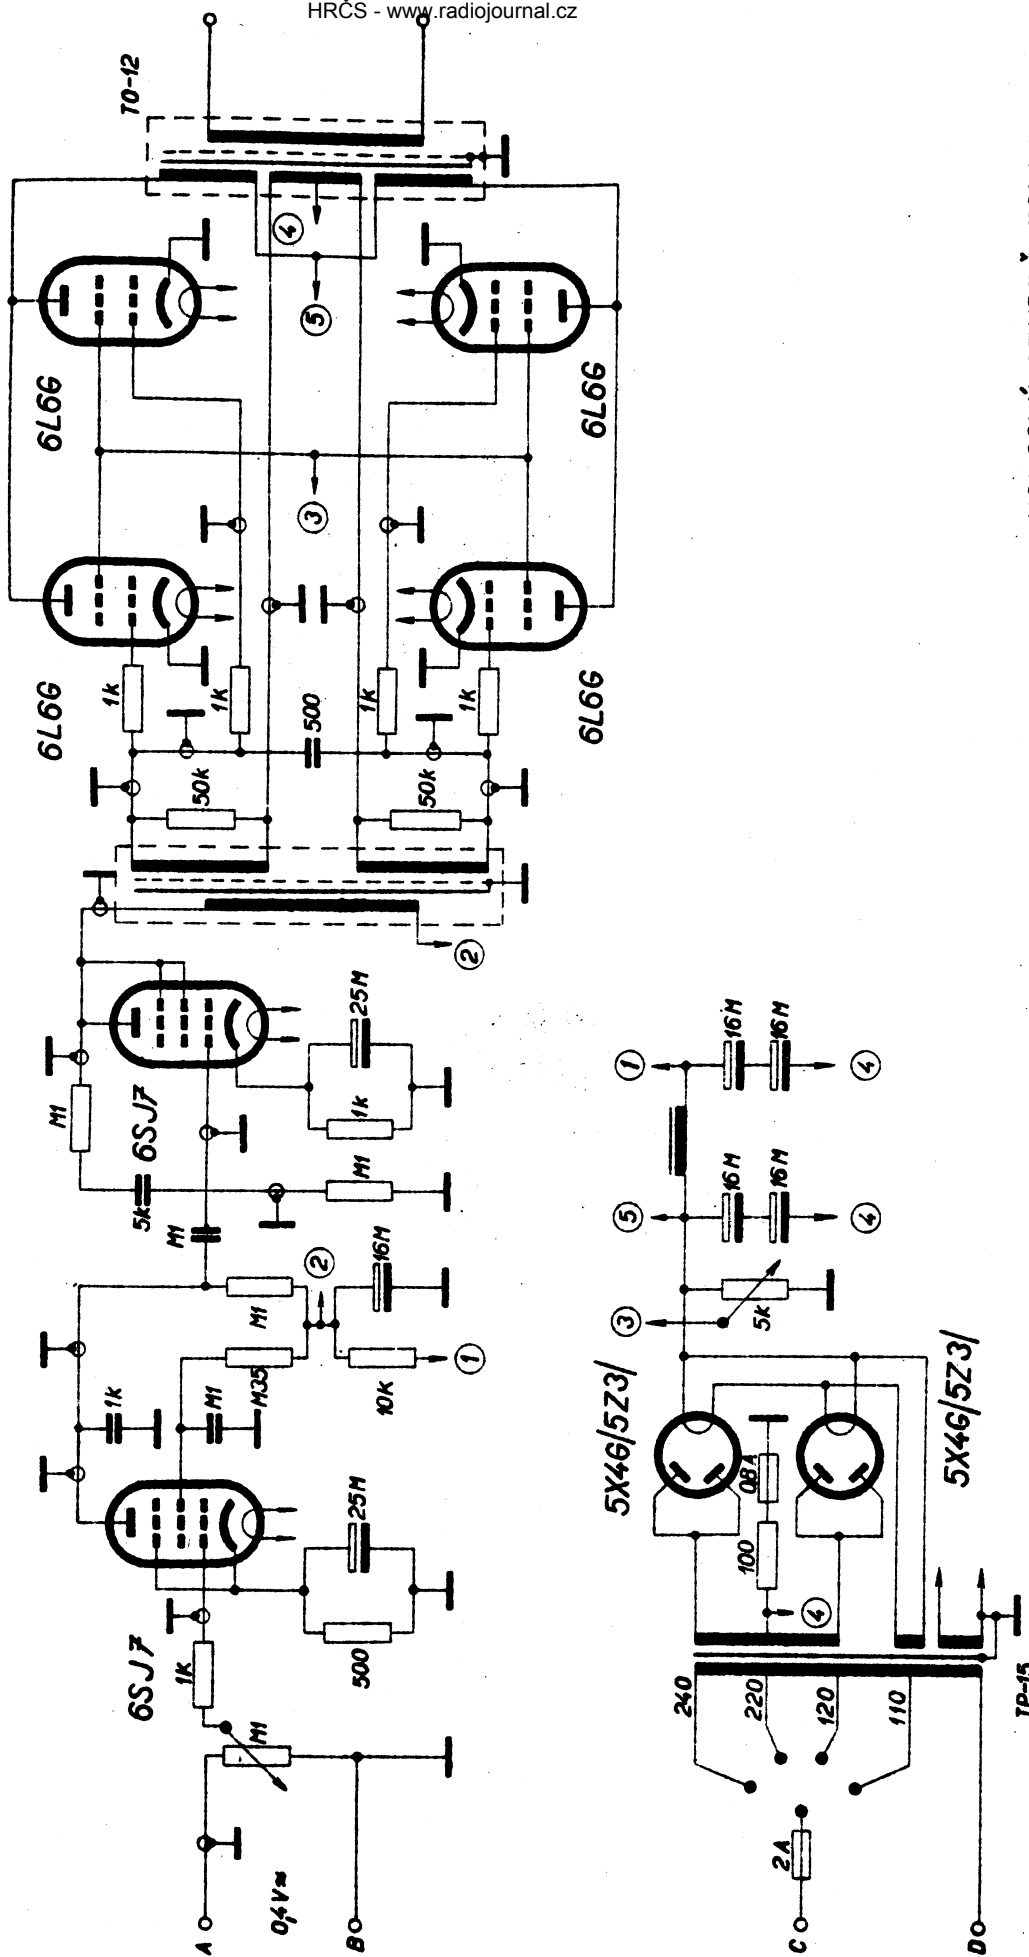 HRČS - www.radiojournal.cz
TO-12
6L6G
6L6G
6L6G
6L6G
4
5
3
1k
1k
1k
1k
500
50k
50k
2
M1
5k
6SJ7
M1
M1
1k
25M
M1
M35
2
16M
10K
1
1k
M1
6SJ7
1K
M1
500
25M
A
0,4V≈
B
1
16M
16M
4
5
16M
16M
4
3
5k
5X4G/5Z3/
5X4G/5Z3/
0,8A
100
4
240
220
120
110
2A
C
D
TP-15